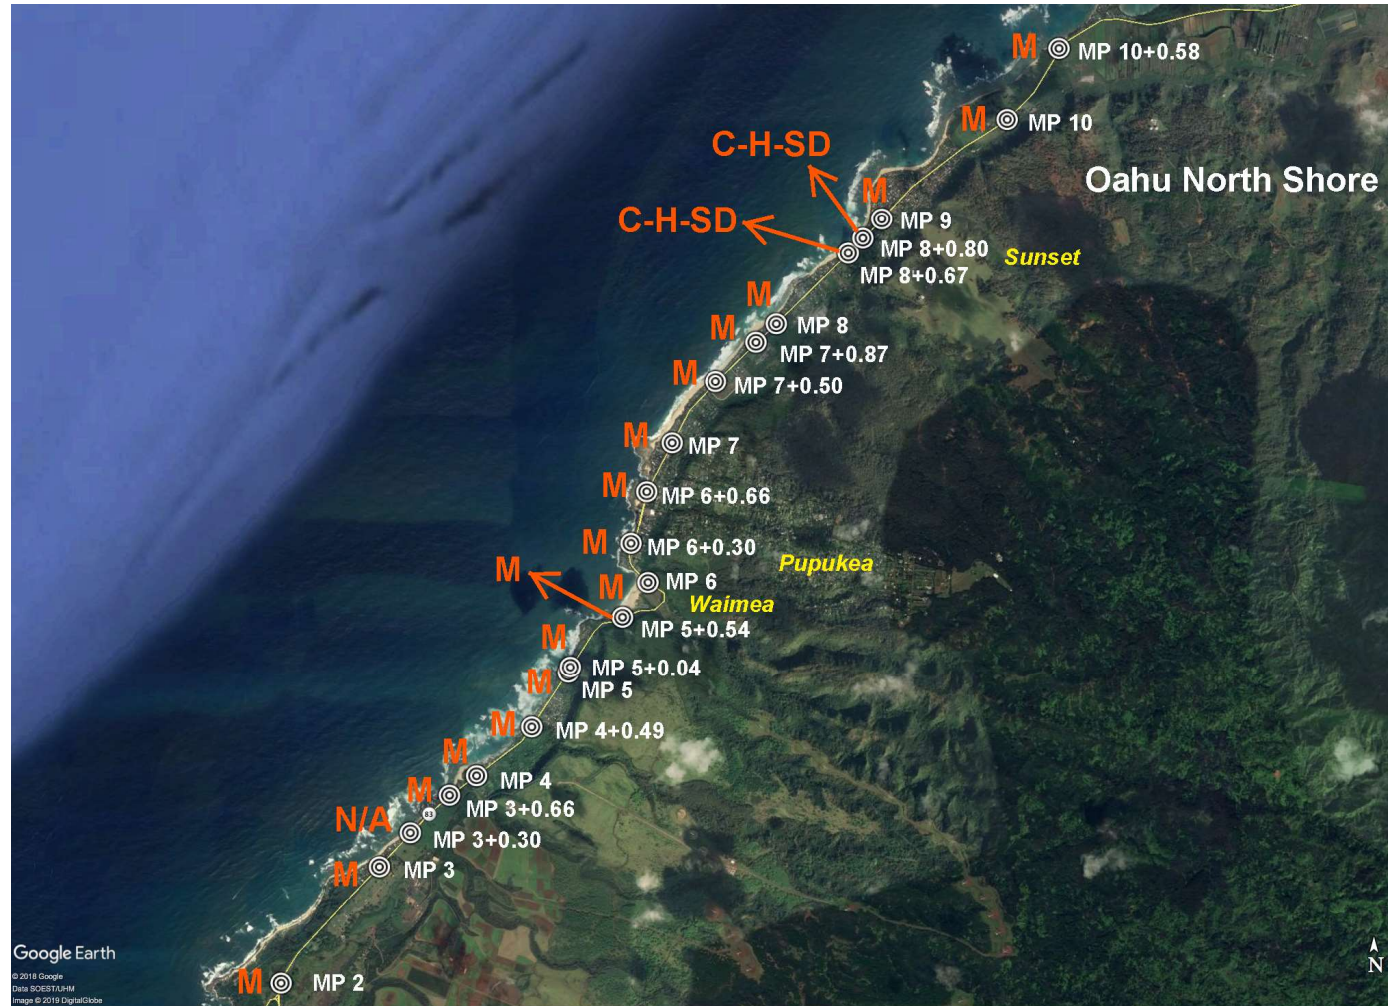 M MP 10+0.58
M MP 10
C-H-SD
Oahu North Shore
M
C-H-SD
MP 9
MP 8+0.80
Sunset
MP 8+0.67
M
MP 8
M
MP 7+0.87
M
MP 7+0.50
M
MP 7
M
MP 6+0.66
M
MP 6+0.30
Pupukea
M
M
MP 6
Waimea
MP 5+0.54
M
MP 5+0.04
M
MP 5
M
MP 4+0.49
M
MP 4
M
MP 3+0.66
N/A
83
MP 3+0.30
M
MP 3
Google Earth
N
© 2018 Google
Data SOEST/UHM
Image © 2019 DigitalGlobe
M
MP 2